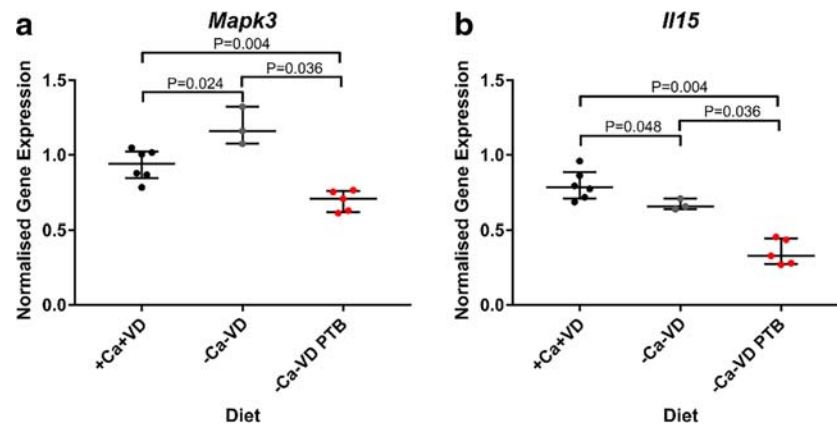 a
Mapk3
P=0.004
P=0.024
P=0.036
Normalised Gene Expression
1.5
1.0
0.5
0.0
+Ca+VD
-Ca-VD
-Ca-VD PTB
Diet
b
Il15
P=0.004
P=0.048
P=0.036
Normalised Gene Expression
1.5
1.0
0.5
0.0
+Ca+VD
-Ca-VD
-Ca-VD PTB
Diet